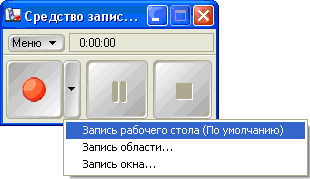 Средство запис...
Меню 0:00:00
Запись рабочего стола (По умолчанию)
Запись области...
Запись окна...